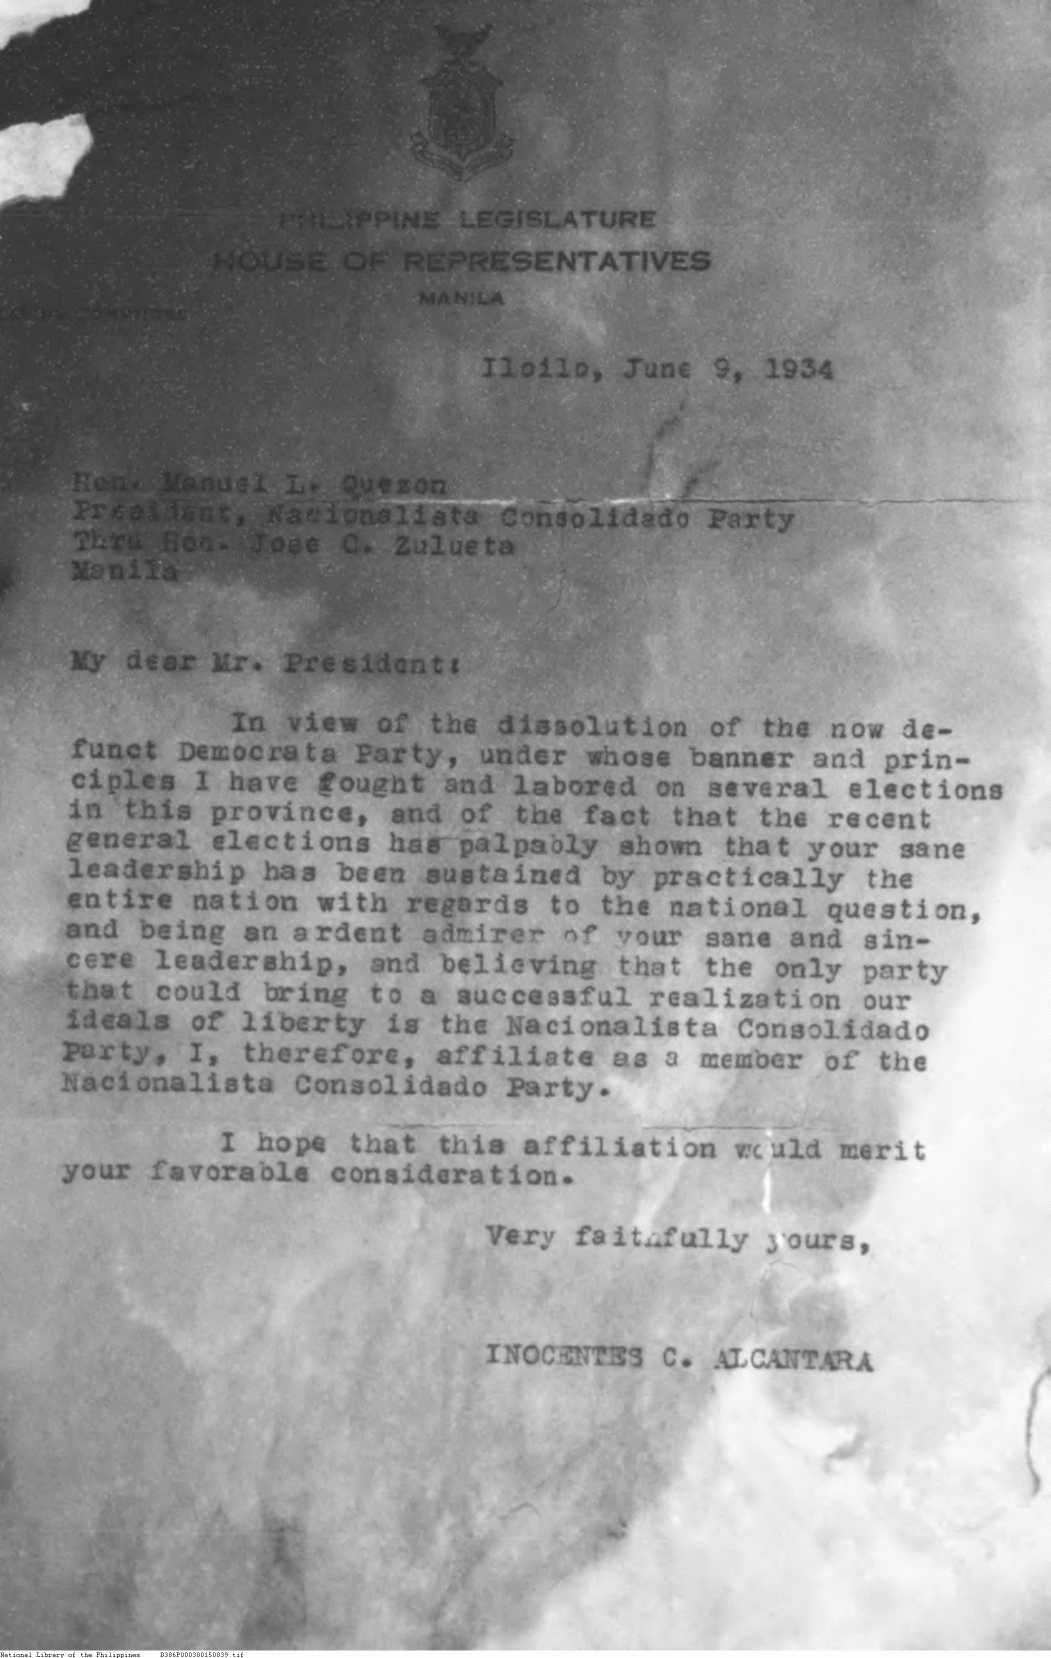 PHILIPPINE LEGISLATURE
HOUSE OF REPRESENTATIVES
MANILA
Iloilo, June 9, 1934
Hon. Manuel L. Quezon
President, Nacionalista Consolidado Party
Thru Hon. Jose C. Zulueta
Manila
My dear Mr. President:
In view of the dissolution of the now de-
funct Democrata Party, under whose banner and prin-
ciples I have fought and labored on several elections
in this province, and of the fact that the recent
general elections has palpably shown that your sane
leadership has been sustained by practically the
entire nation with regards to the national question,
and being an ardent admirer of your sane and sin-
cere leadership, and believing that the only party
that could bring to a successful realization our
ideals of liberty is the Nacionalista Consolidado
Party, I, therefore, affiliate as a member of the
Nacionalista Consolidado Party.
I hope that this affiliation would merit
your favorable consideration.
Very faithfully yours,
INOCENTES C. ALCANTARA
National Library of the Philippines D386P000380150039.tif